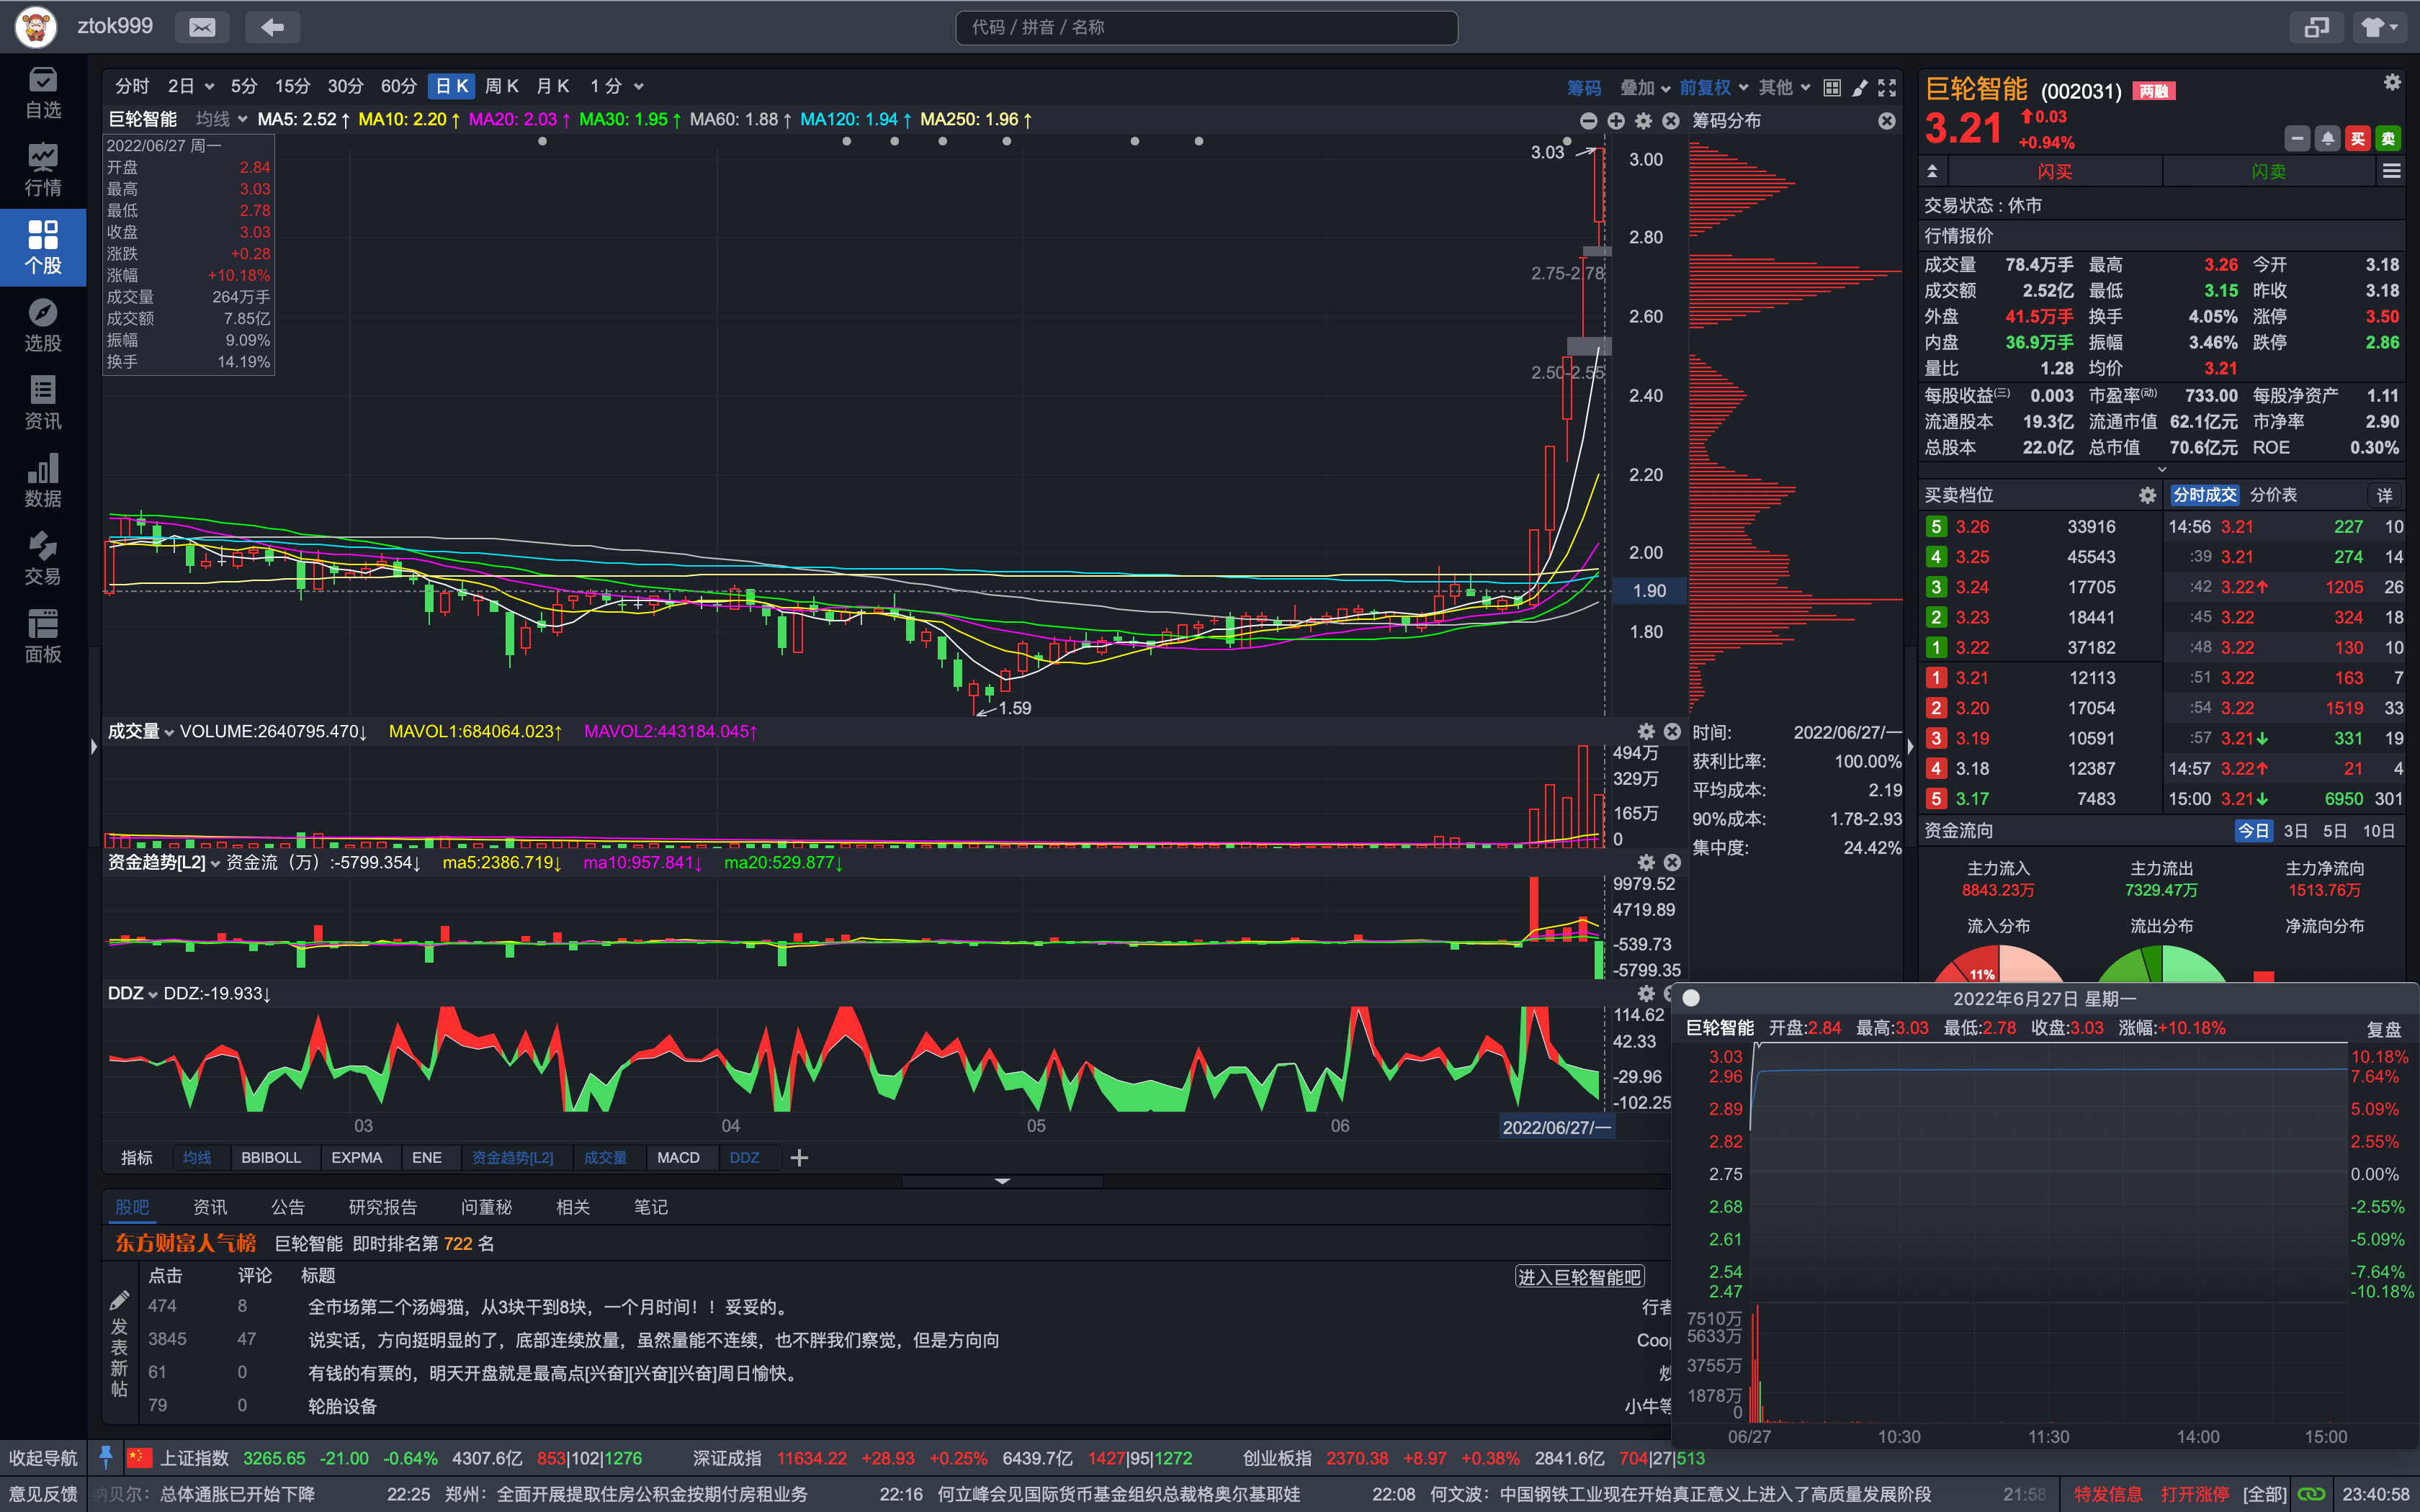 ztok999
代码 / 拼音 / 名称
自选
行情
个股
选股
资讯
数据
交易
面板
分时 2日 5分 15分 30分 60分 日K 周K 月K 1分
筹码 叠加 前复权 其他
巨轮智能 均线 MA5: 2.52↑ MA10: 2.20↑ MA20: 2.03↑ MA30: 1.95↑ MA60: 1.88↑ MA120: 1.94↑ MA250: 1.96↑
筹码分布
2022/06/27 周一
开盘 2.84
最高 3.03
最低 2.78
收盘 3.03
涨跌 +0.28
涨幅 +10.18%
成交量 264万手
成交额 7.85亿
振幅 9.09%
换手 14.19%
3.03
2.75-2.78
2.50-2.55
1.59
3.00
2.80
2.60
2.40
2.20
2.00
1.90
1.80
成交量 VOLUME:2640795.470↓ MAVOL1:684064.023↑ MAVOL2:443184.045↑
494万
329万
165万
0
资金趋势[L2] 资金流（万）:-5799.354↓ ma5:2386.719↓ ma10:957.841↓ ma20:529.877↓
9979.52
4719.89
-539.73
-5799.35
DDZ DDZ:-19.933↓
114.62
42.33
-29.96
-102.25
03 04 05 06 2022/06/27/一
时间: 2022/06/27/一
获利比率: 100.00%
平均成本: 2.19
90%成本: 1.78-2.93
集中度: 24.42%
指标 均线 BBIBOLL EXPMA ENE 资金趋势[L2] 成交量 MACD DDZ
股吧 资讯 公告 研究报告 问董秘 相关 笔记
东方财富人气榜 巨轮智能 即时排名第 722 名
点击 评论 标题 进入巨轮智能吧
发表新帖
474 8 全市场第二个汤姆猫，从3块干到8块，一个月时间！！妥妥的。 行者
3845 47 说实话，方向挺明显的了，底部连续放量，虽然量能不连续，也不胖我们察觉，但是方向向
61 0 有钱的有票的，明天开盘就是最高点[兴奋][兴奋][兴奋]周日愉快。
79 0 轮胎设备 小牛等
巨轮智能 (002031) 两融
3.21 0.03
+0.94%
买 卖
闪买 闪卖
交易状态 : 休市
行情报价
成交量 78.4万手 最高 3.26 今开 3.18
成交额 2.52亿 最低 3.15 昨收 3.18
外盘 41.5万手 换手 4.05% 涨停 3.50
内盘 36.9万手 振幅 3.46% 跌停 2.86
量比 1.28 均价 3.21
每股收益(三) 0.003 市盈率(动) 733.00 每股净资产 1.11
流通股本 19.3亿 流通市值 62.1亿元 市净率 2.90
总股本 22.0亿 总市值 70.6亿元 ROE 0.30%
买卖档位
5 3.26 33916
4 3.25 45543
3 3.24 17705
2 3.23 18441
1 3.22 37182
1 3.21 12113
2 3.20 17054
3 3.19 10591
4 3.18 12387
5 3.17 7483
分时成交 分价表 详
14:56 3.21 227 10
:39 3.21 274 14
:42 3.22↑ 1205 26
:45 3.22 324 18
:48 3.22 130 10
:51 3.22 163 7
:54 3.22 1519 33
:57 3.21↓ 331 19
14:57 3.22↑ 21 4
15:00 3.21↓ 6950 301
资金流向 今日 3日 5日 10日
主力流入 主力流出 主力净流向
8843.23万 7329.47万 1513.76万
流入分布 流出分布 净流向分布
11%
2022年6月27日 星期一
巨轮智能 开盘:2.84 最高:3.03 最低:2.78 收盘:3.03 涨幅:+10.18% 复盘
3.03 10.18%
2.96 7.64%
2.89 5.09%
2.82 2.55%
2.75 0.00%
2.68 -2.55%
2.61 -5.09%
2.54 -7.64%
2.47 -10.18%
7510万
5633万
3755万
1878万
0
06/27 10:30 11:30 14:00 15:00
收起导航 上证指数 3265.65 -21.00 -0.64% 4307.6亿 853|102|1276 深证成指 11634.22 +28.93 +0.25% 6439.7亿 1427|95|1272 创业板指 2370.38 +8.97 +0.38% 2841.6亿 704|27|513
意见反馈 纳贝尔：总体通胀已开始下降 22:25 郑州：全面开展提取住房公积金按期付房租业务 22:16 何立峰会见国际货币基金组织总裁格奥尔基耶娃 22:08 何文波：中国钢铁工业现在开始真正意义上进入了高质量发展阶段 21:58 特发信息 打开涨停 [全部] 23:40:58